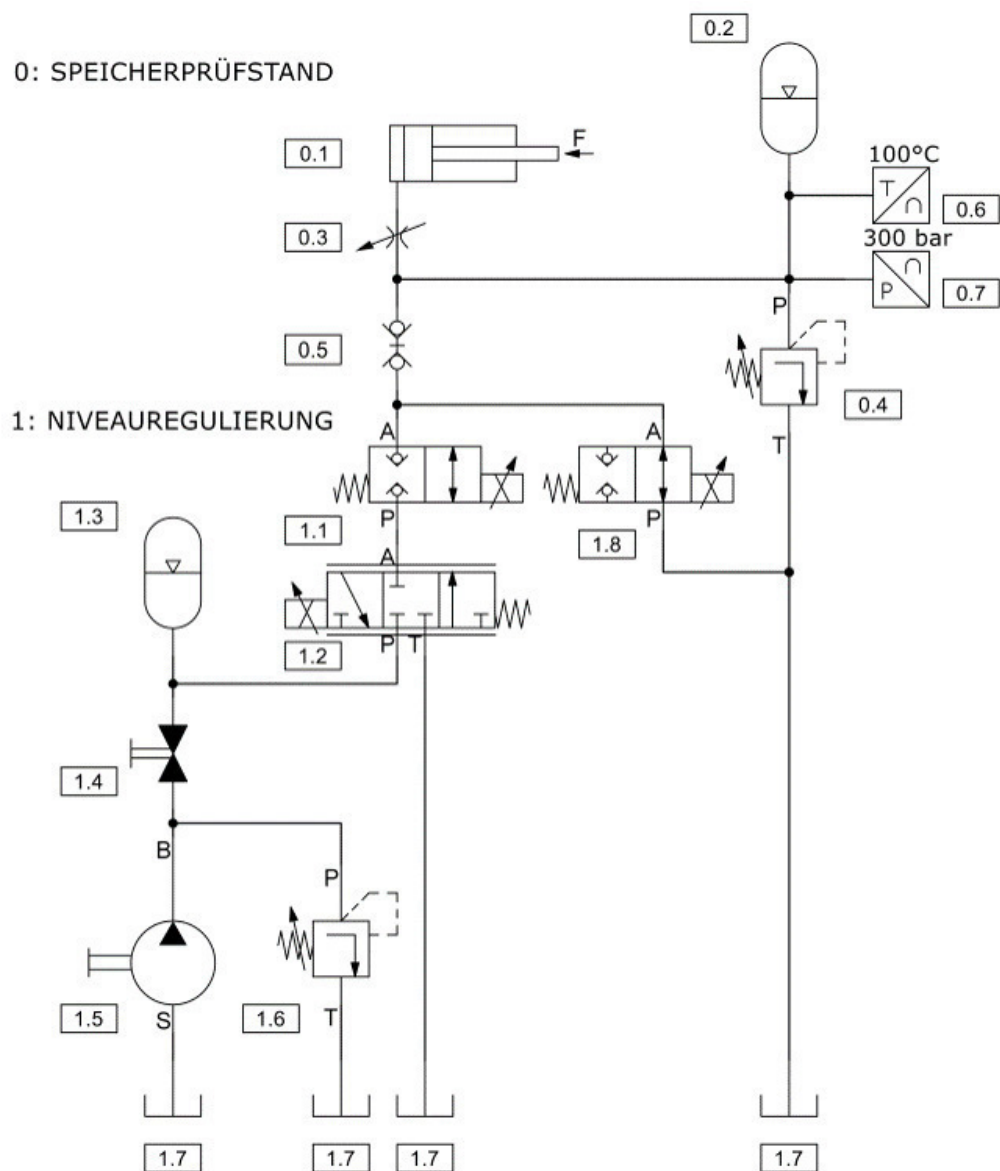 0.2
0: SPEICHERPRÜFSTAND
0.1
F
100°C
T
0.6
0.3
300 bar
P
0.7
P
0.5
0.4
1: NIVEAUREGULIERUNG
A
A
T
1.3
P
P
1.1
1.8
A
1.2
P
T
1.4
B
P
1.5
S
1.6
T
1.7
1.7
1.7
1.7